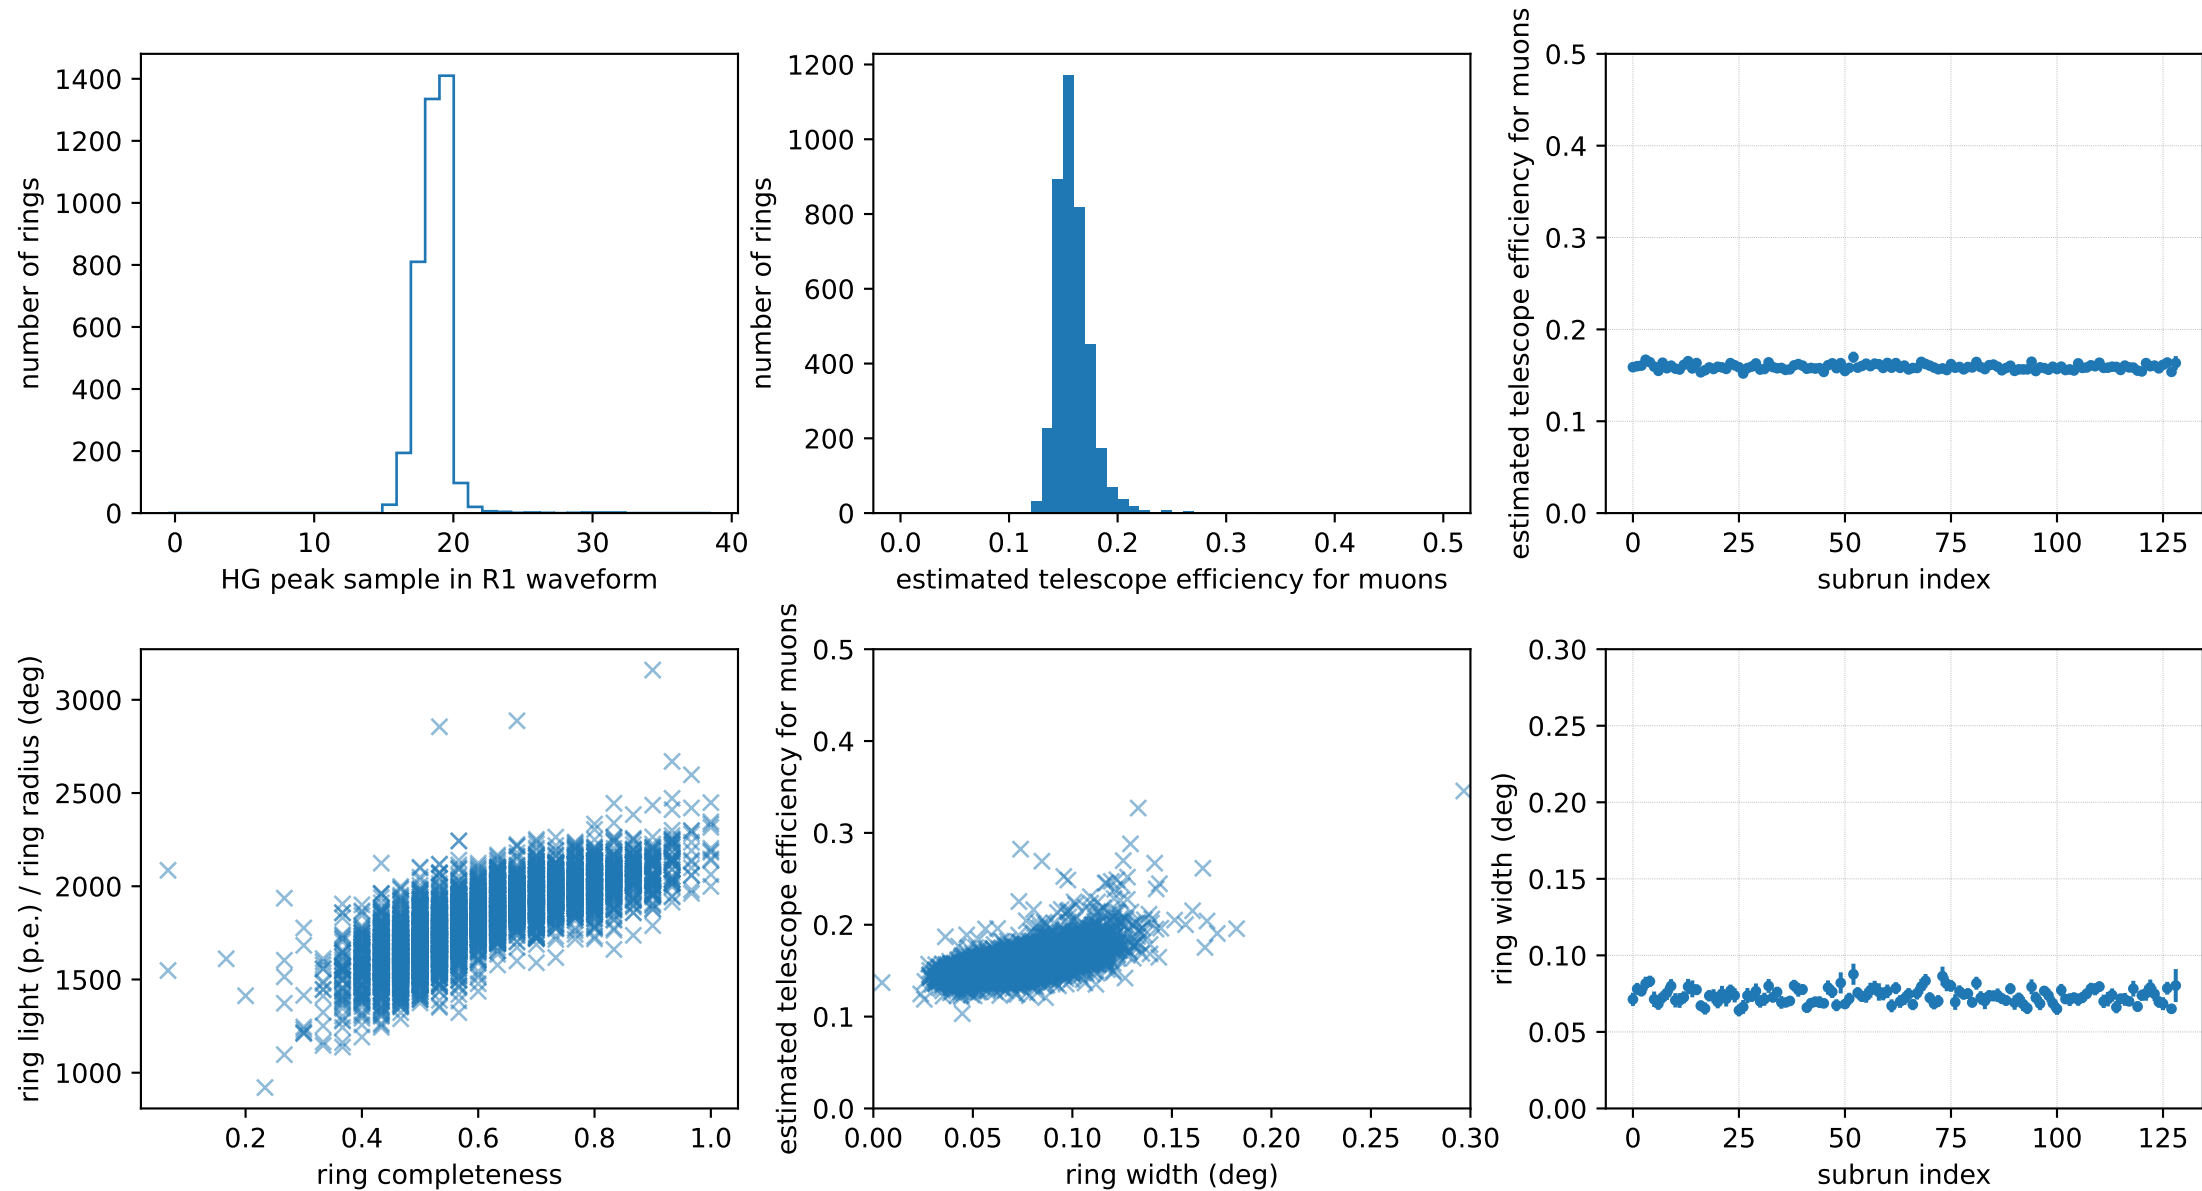 number of rings
1400
1200
1000
800
600
400
200
0
0 10 20 30 40
HG peak sample in R1 waveform
number of rings
1200
1000
800
600
400
200
0
0.0 0.1 0.2 0.3 0.4 0.5
estimated telescope efficiency for muons
estimated telescope efficiency for muons
0.5
0.4
0.3
0.2
0.1
0.0
0 25 50 75 100 125
subrun index
ring light (p.e.) / ring radius (deg)
3000
2500
2000
1500
1000
0.2 0.4 0.6 0.8 1.0
ring completeness
estimated telescope efficiency for muons
0.5
0.4
0.3
0.2
0.1
0.0
0.00 0.05 0.10 0.15 0.20 0.25 0.30
ring width (deg)
ring width (deg)
0.30
0.25
0.20
0.15
0.10
0.05
0.00
0 25 50 75 100 125
subrun index